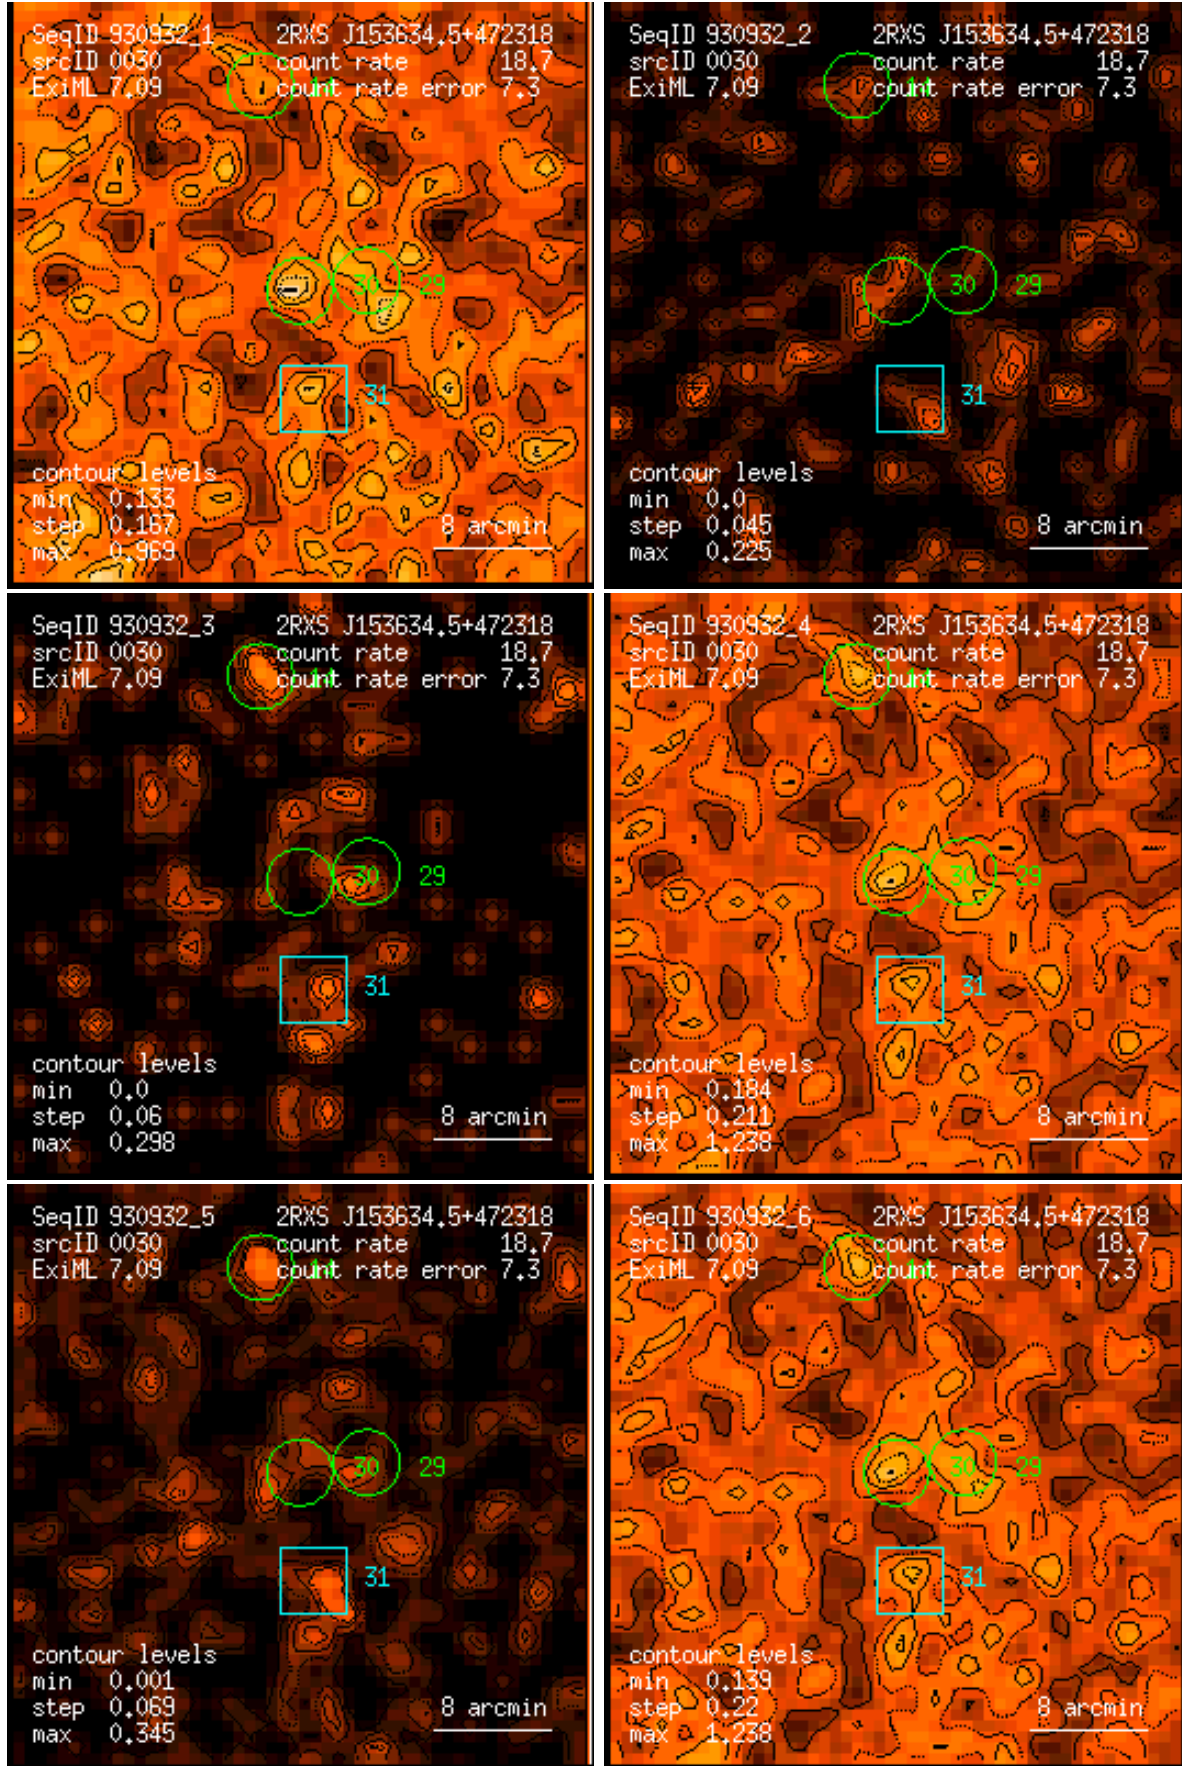 SeqID 930932_1 2RXS J153634.5+472318
srcID 0030 count rate 18.7
ExiML 7.09 count rate error 7.3
30 29
31
contour levels
min 0.133
step 0.167
max 0.969
8 arcmin
SeqID 930932_2 2RXS J153634.5+472318
srcID 0030 count rate 18.7
ExiML 7.09 count rate error 7.3
30 29
31
contour levels
min 0.0
step 0.045
max 0.225
8 arcmin
SeqID 930932_3 2RXS J153634.5+472318
srcID 0030 count rate 18.7
ExiML 7.09 count rate error 7.3
30 29
31
contour levels
min 0.0
step 0.06
max 0.298
8 arcmin
SeqID 930932_4 2RXS J153634.5+472318
srcID 0030 count rate 18.7
ExiML 7.09 count rate error 7.3
30 29
31
contour levels
min 0.184
step 0.211
max 1.238
8 arcmin
SeqID 930932_5 2RXS J153634.5+472318
srcID 0030 count rate 18.7
ExiML 7.09 count rate error 7.3
30 29
31
contour levels
min 0.001
step 0.069
max 0.345
8 arcmin
SeqID 930932_6 2RXS J153634.5+472318
srcID 0030 count rate 18.7
ExiML 7.09 count rate error 7.3
30 29
31
contour levels
min 0.139
step 0.22
max 1.238
8 arcmin